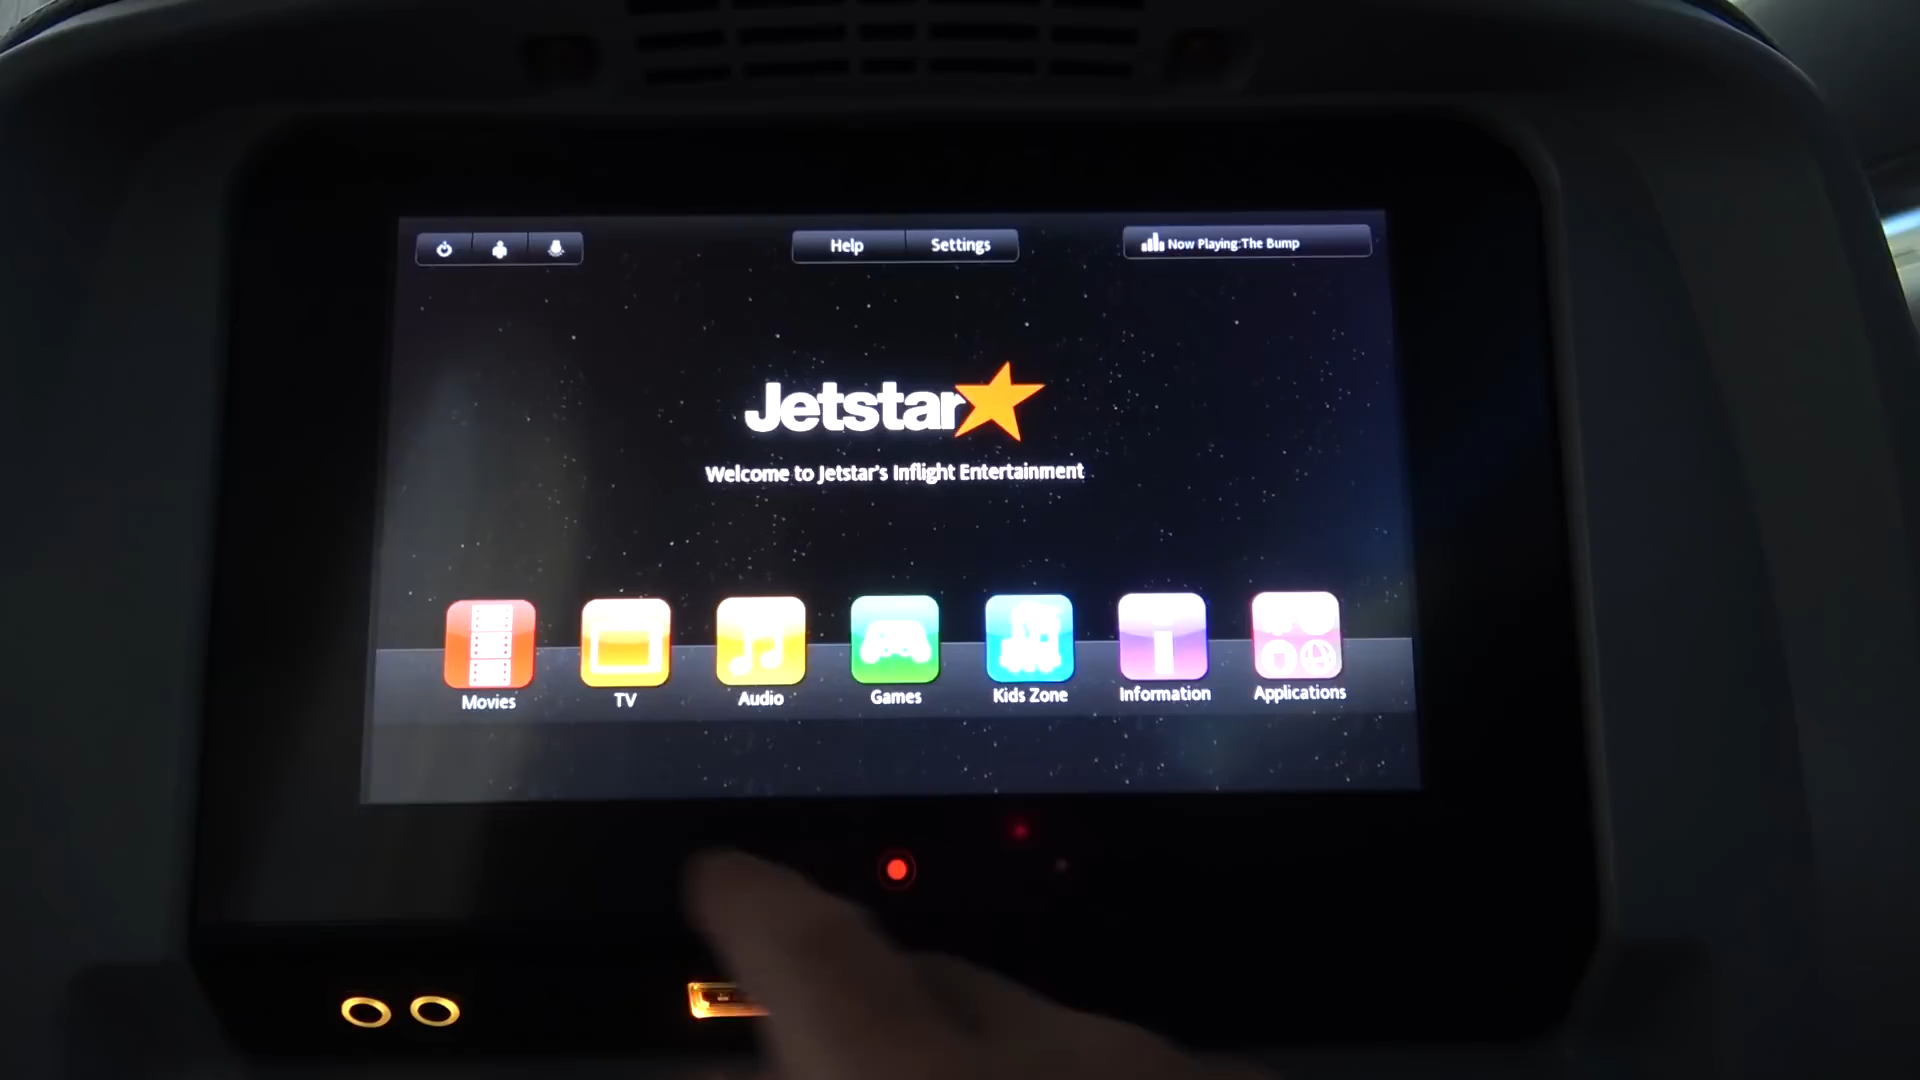 Help Settings Now Playing:The Bump
Jetstar
Welcome to Jetstar's Inflight Entertainment
Movies TV Audio Games Kids Zone Information Applications